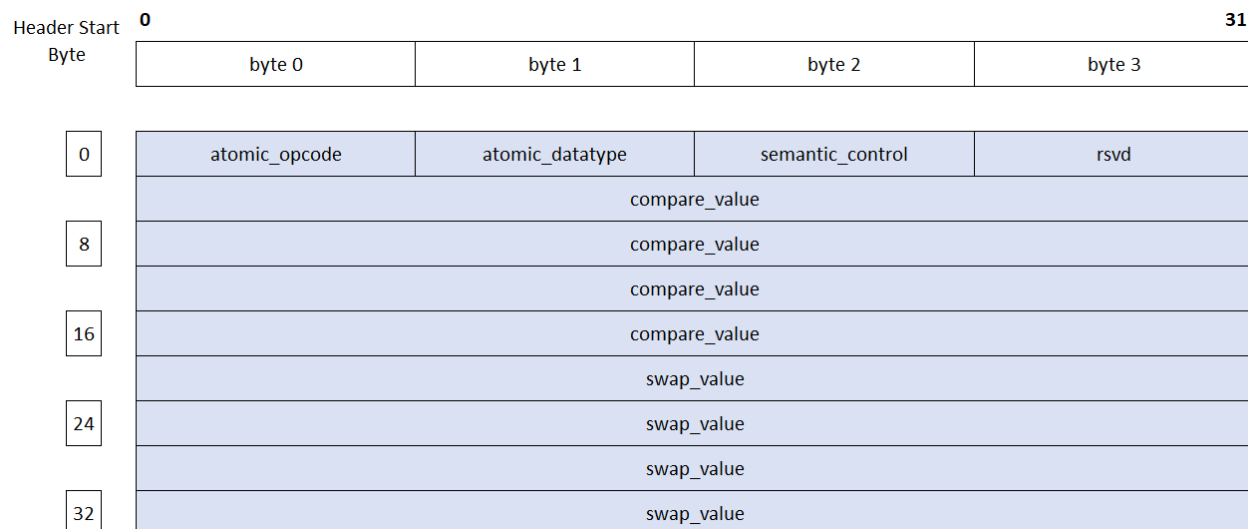 Header Start Byte
0 31
byte 0 byte 1 byte 2 byte 3
0 atomic_opcode atomic_datatype semantic_control rsvd
compare_value
8 compare_value
compare_value
16 compare_value
swap_value
24 swap_value
swap_value
32 swap_value